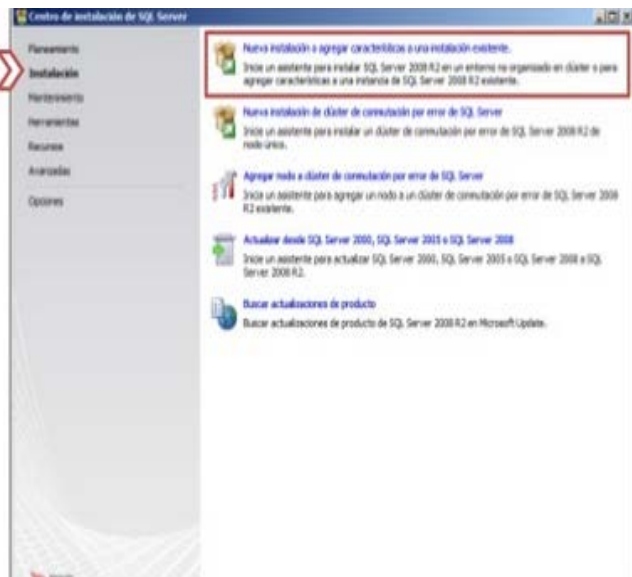 Centro de instalación de SQL Server
Planeamiento
Instalación
Mantenimiento
Herramientas
Recursos
Avanzadas
Opciones
Nueva instalación o agregar características a una instalación existente.
Inicie un asistente para instalar SQL Server 2008 R2 en un entorno no organizado en clúster o para
agregar características a una instancia de SQL Server 2008 R2 existente.
Nueva instalación de clúster de conmutación por error de SQL Server
Inicie un asistente para instalar un clúster de conmutación por error de SQL Server 2008 R2 de
nodo único.
Agregar nodo a clúster de conmutación por error de SQL Server
Inicie un asistente para agregar un nodo a un clúster de conmutación por error de SQL Server 2008
R2 existente.
Actualizar desde SQL Server 2000, SQL Server 2005 o SQL Server 2008
Inicie un asistente para actualizar SQL Server 2000, SQL Server 2005 o SQL Server 2008 a SQL
Server 2008 R2.
Buscar actualizaciones de producto
Buscar actualizaciones de producto de SQL Server 2008 R2 en Microsoft Update.